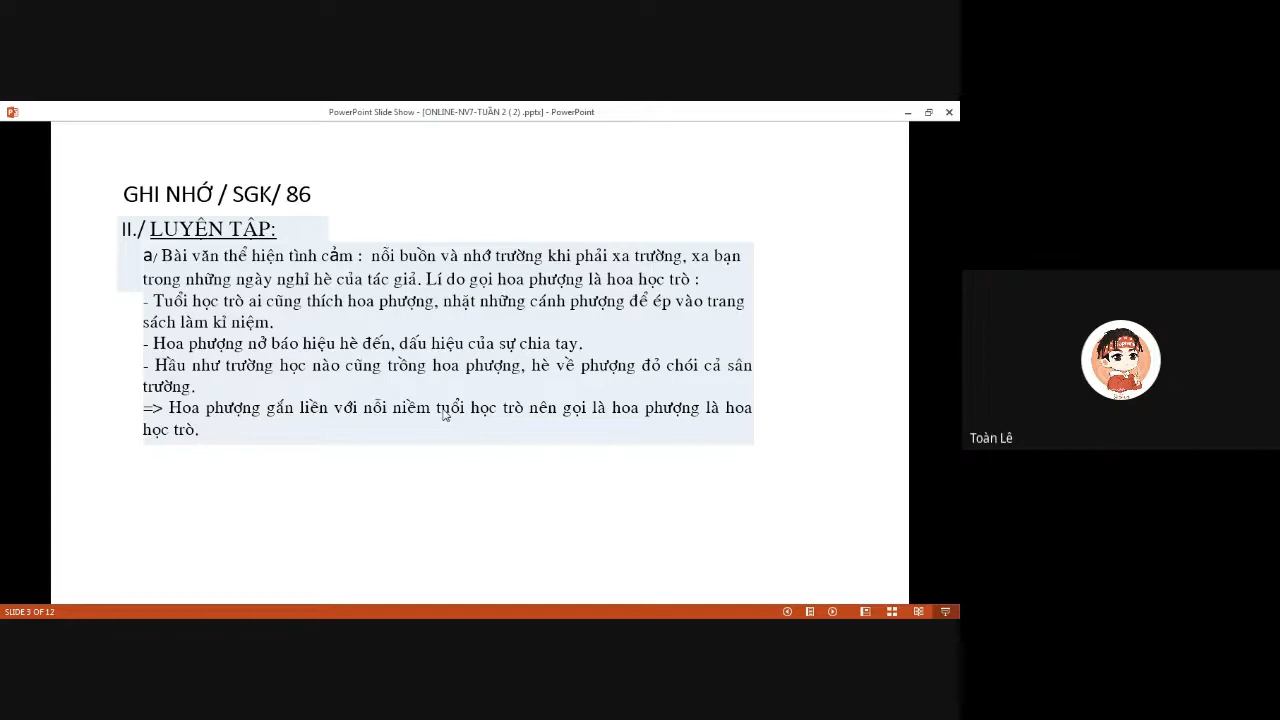 PowerPoint Slide Show - [ONLINE-NV7-TUẦN 2 ( 2) .pptx] - PowerPoint
GHI NHỚ / SGK/ 86
II./ LUYỆN TẬP:
a/ Bài văn thể hiện tình cảm : nỗi buồn và nhớ trường khi phải xa trường, xa bạn
trong những ngày nghỉ hè của tác giả. Lí do gọi hoa phượng là hoa học trò :
- Tuổi học trò ai cũng thích hoa phượng, nhặt những cánh phượng để ép vào trang
sách làm kỉ niệm.
- Hoa phượng nở báo hiệu hè đến, dấu hiệu của sự chia tay.
- Hầu như trường học nào cũng trồng hoa phượng, hè về phượng đỏ chói cả sân
trường.
=> Hoa phượng gắn liền với nỗi niềm tuổi học trò nên gọi là hoa phượng là hoa
học trò.
SLIDE 3 OF 12
Toàn Lê